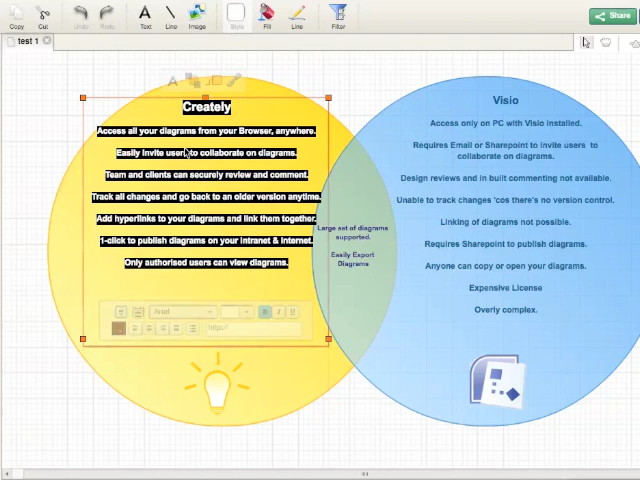 Copy Cut Undo Redo Text Line Image Style Fill Line Filter Share
test 1
Creately
Access all your diagrams from your Browser, anywhere.
Easily invite users to collaborate on diagrams.
Team and clients can securely review and comment.
Track all changes and go back to an older version anytime.
Add hyperlinks to your diagrams and link them together.
1-click to publish diagrams on your intranet & internet.
Only authorised users can view diagrams.
Arial B I U
http://
Large set of diagrams
supported.
Easily Export
Diagrams
Visio
Access only on PC with Visio installed.
Requires Email or Sharepoint to invite users to
collaborate on diagrams.
Design reviews and in built commenting not available.
Unable to track changes 'cos there's no version control.
Linking of diagrams not possible.
Requires Sharepoint to publish diagrams.
Anyone can copy or open your diagrams.
Expensive License
Overly complex.